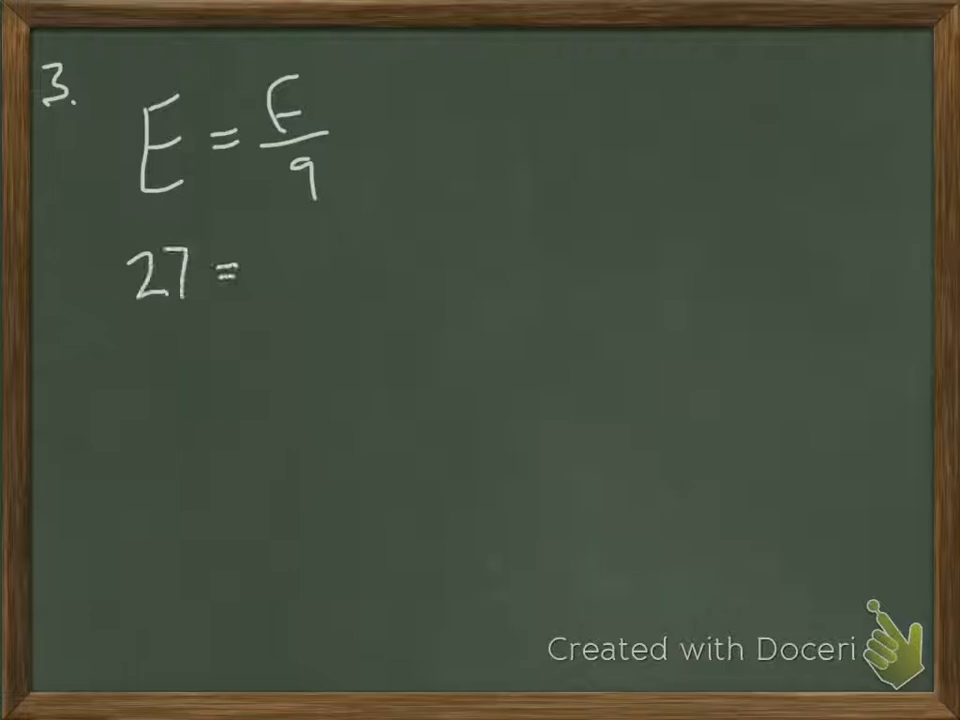 3.
E = F/9
27 =
Created with Doceri